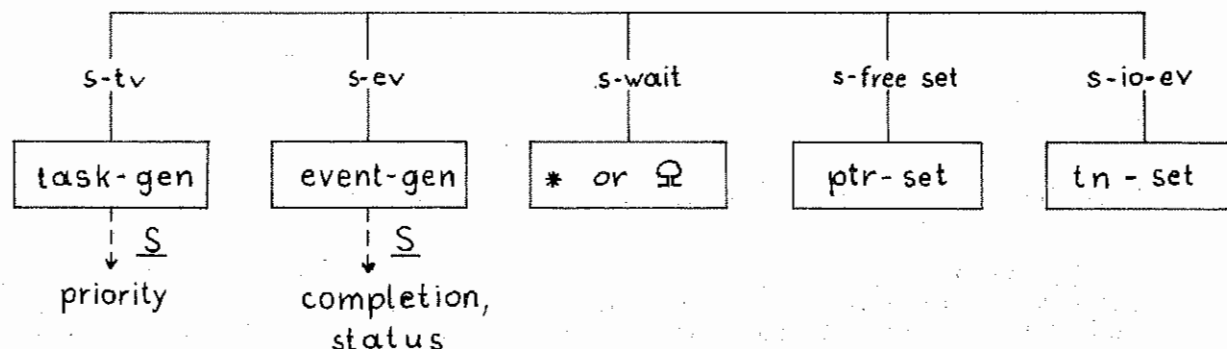 s-tv s-ev s-wait s-free set s-io-ev
task-gen event-gen * or Ω ptr-set tn-set
S S
priority completion,
status